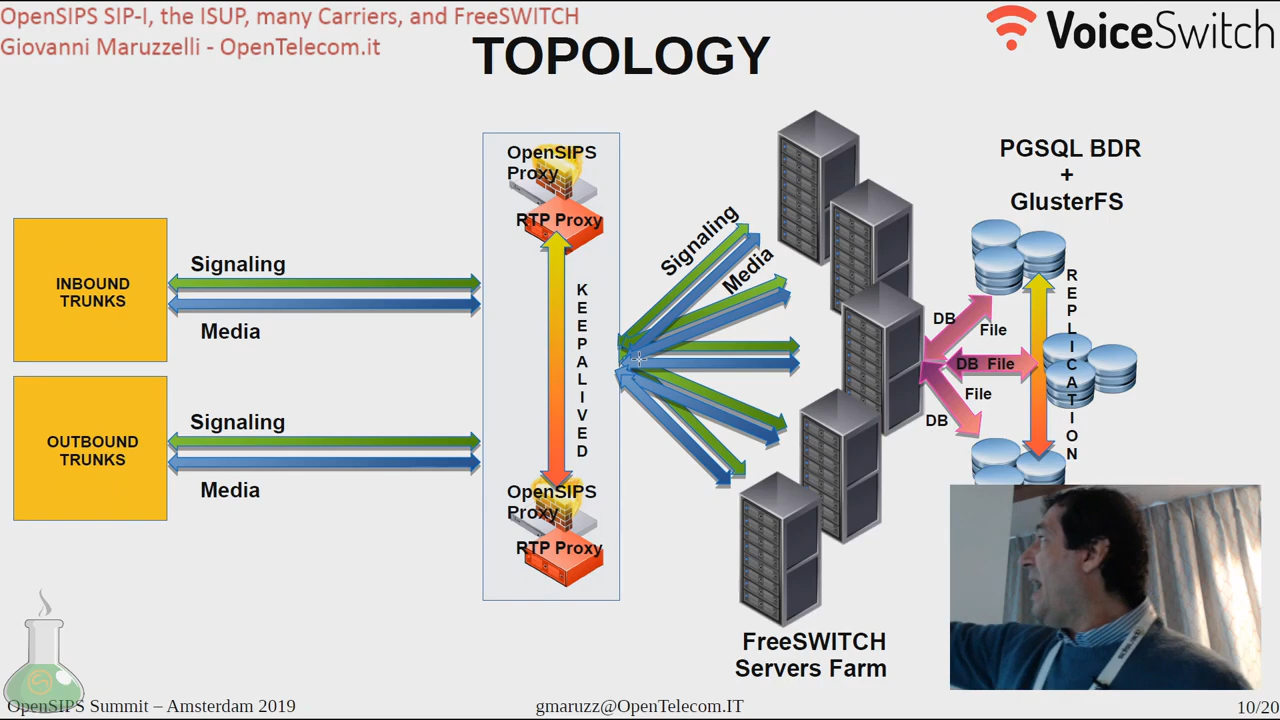 OpenSIPS SIP-I, the ISUP, many Carriers, and FreeSWITCH
Giovanni Maruzzelli - OpenTelecom.it
TOPOLOGY
VoiceSwitch
INBOUND
TRUNKS
Signaling
Media
OUTBOUND
TRUNKS
Signaling
Media
OpenSIPS
Proxy
RTP Proxy
KEEPALIVED
OpenSIPS
Proxy
RTP Proxy
Signaling
Media
FreeSWITCH
Servers Farm
PGSQL BDR
+
GlusterFS
DB
File
DB File
File
DB
REPLICATION
OpenSIPS Summit – Amsterdam 2019
gmaruzz@OpenTelecom.IT
10/20